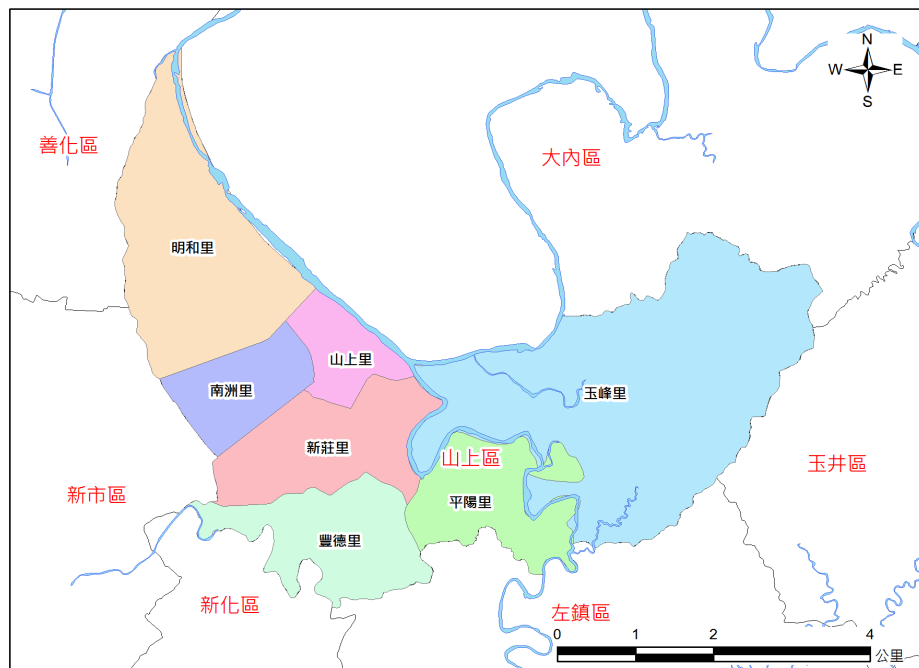 N
W E
S
善化區
大內區
明和里
山上里
南洲里
玉峰里
新莊里
山上區
玉井區
新市區
平陽里
豐德里
新化區
左鎮區
0 1 2 4
公里